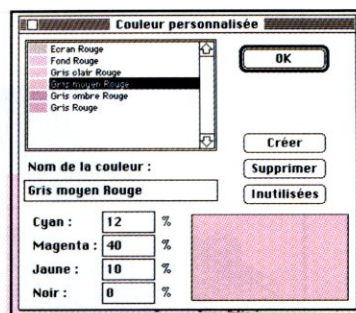 Couleur personnalisée
Ecran Rouge
Fond Rouge
Gris clair Rouge
Gris moyen Rouge
Gris ombre Rouge
Gris Rouge
OK
Créer
Nom de la couleur :
Supprimer
Gris moyen Rouge
Inutilisées
Cyan : 12 %
Magenta : 40 %
Jaune : 10 %
Noir : 0 %